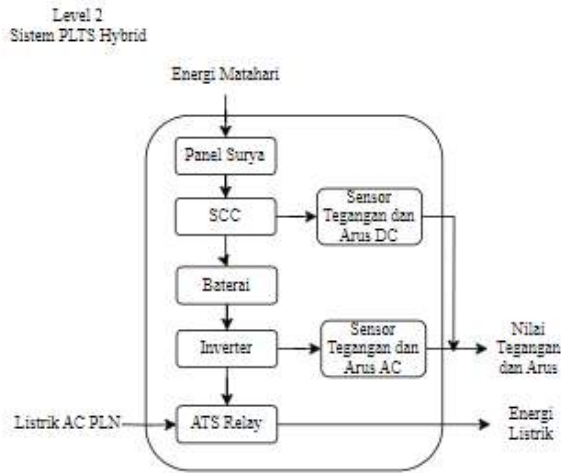 Level 2
Sistem PLTS Hybrid
Energi Matahari
Panel Surya
SCC
Sensor
Tegangan dan
Arus DC
Baterai
Inverter
Sensor
Tegangan dan
Arus AC
Nilai
Tegangan
dan Arus
Listrik AC PLN
ATS Relay
Energi
Listrik